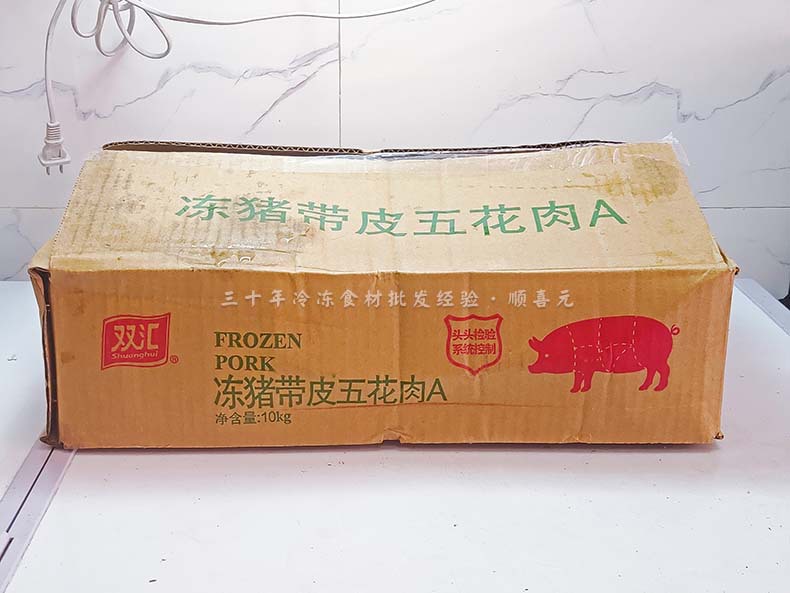 冻猪带皮五花肉A
三十年冷冻食材批发经验·顺喜元
双汇
Shuanghui
®
FROZEN
PORK
冻猪带皮五花肉A
净含量:10kg
头头检验
系统控制